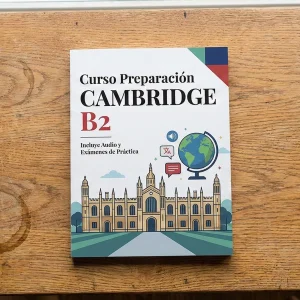 Curso Preparación
CAMBRIDGE
B2
Incluye Audio y
Exámenes de Práctica